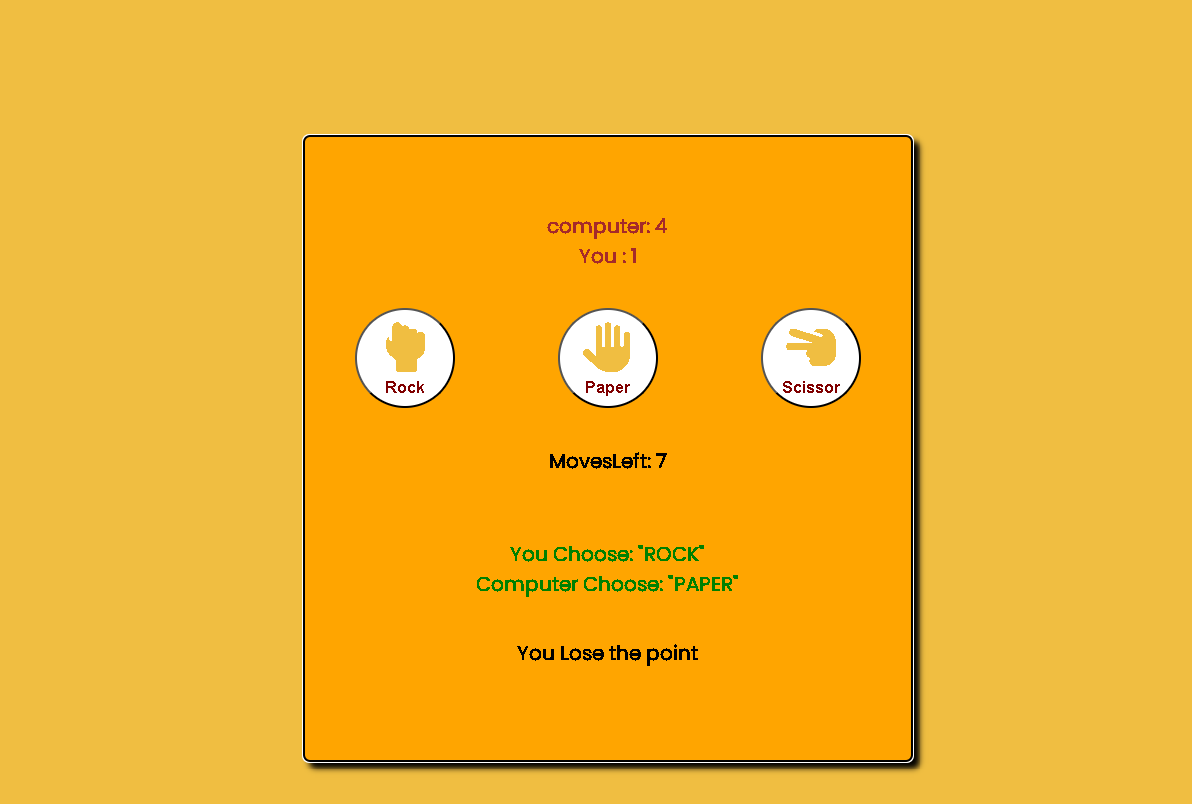 computer: 4
You : 1
Rock
Paper
Scissor
MovesLeft: 7
You Choose: "ROCK"
Computer Choose: "PAPER"
You Lose the point